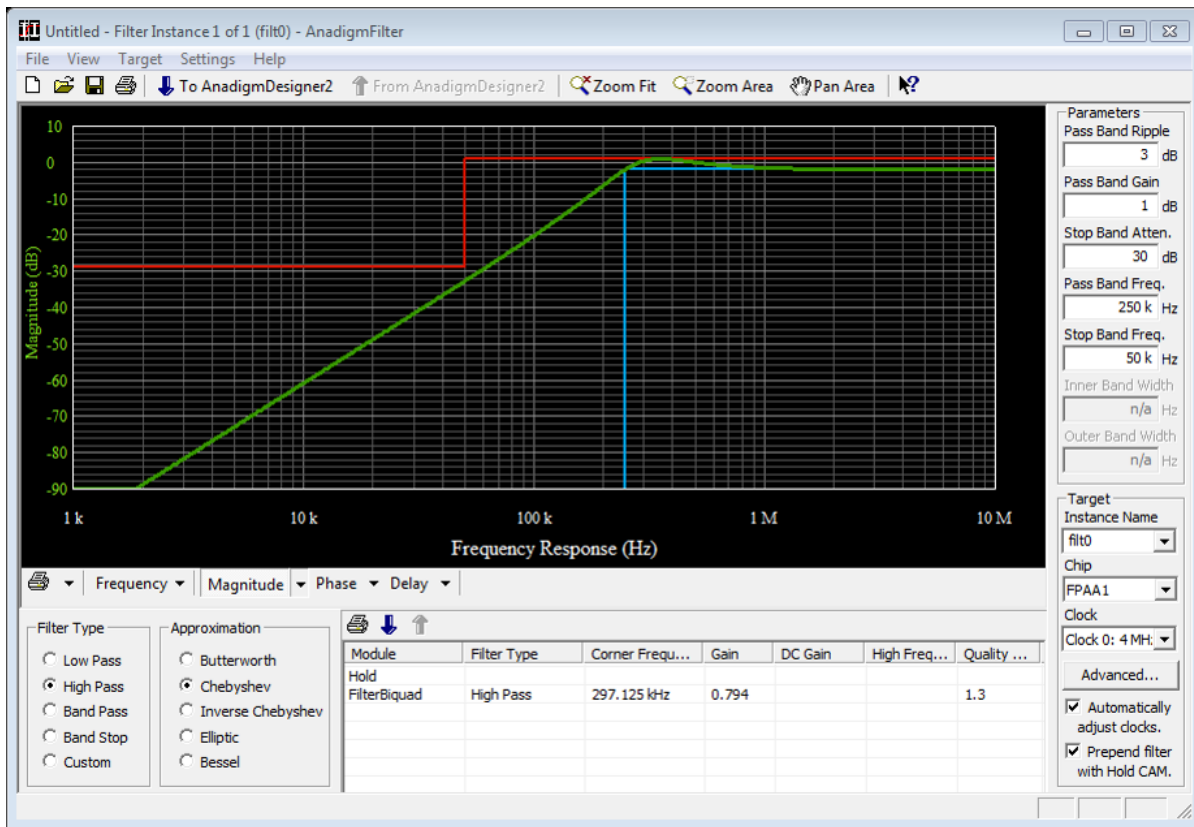 Untitled - Filter Instance 1 of 1 (filt0) - AnadigmFilter
File View Target Settings Help
To AnadigmDesigner2 From AnadigmDesigner2 Zoom Fit Zoom Area Pan Area
10
0
-10
-20
-30
-40
-50
-60
-70
-80
-90
Magnitude (dB)
1 k 10 k 100 k 1 M 10 M
Frequency Response (Hz)
Parameters
Pass Band Ripple
3 dB
Pass Band Gain
1 dB
Stop Band Atten.
30 dB
Pass Band Freq.
250 k Hz
Stop Band Freq.
50 k Hz
Inner Band Width
n/a Hz
Outer Band Width
n/a Hz
Target
Instance Name
filt0
Chip
FPAA1
Clock
Clock 0: 4 MH:
Advanced...
Automatically
adjust clocks.
Prepend filter
with Hold CAM.
Frequency Magnitude Phase Delay
Filter Type
Low Pass
High Pass
Band Pass
Band Stop
Custom
Approximation
Butterworth
Chebyshev
Inverse Chebyshev
Elliptic
Bessel
Module Filter Type Corner Frequ... Gain DC Gain High Freq... Quality ...
Hold
FilterBiquad High Pass 297.125 kHz 0.794 1.3